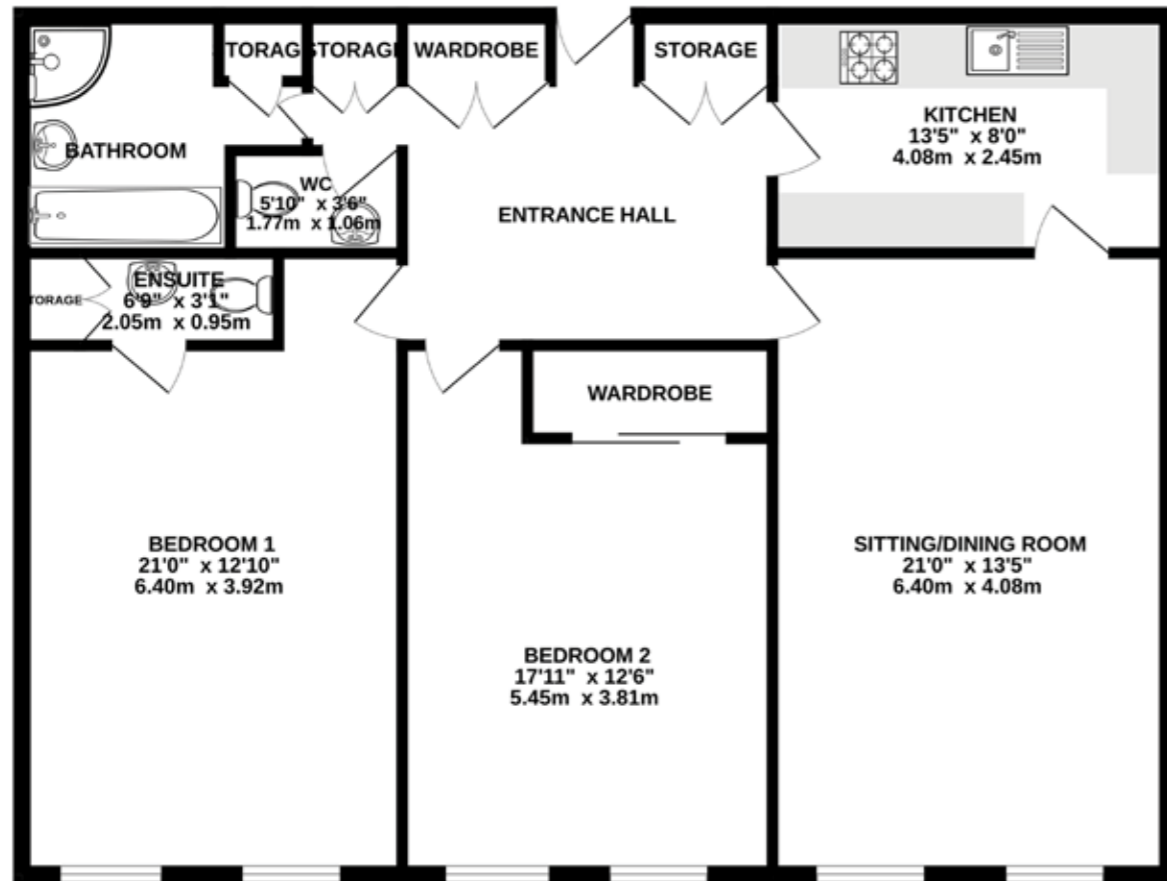 TORAG
STORAGE
WARDROBE
STORAGE
KITCHEN
13'5" x 8'0"
4.08m x 2.45m
BATHROOM
WC
5'10" x 3'6"
1.77m x 1.06m
ENTRANCE HALL
ENSUITE
6'9" x 3'1"
2.05m x 0.95m
TORAGE
WARDROBE
BEDROOM 1
21'0" x 12'10"
6.40m x 3.92m
SITTING/DINING ROOM
21'0" x 13'5"
6.40m x 4.08m
BEDROOM 2
17'11" x 12'6"
5.45m x 3.81m